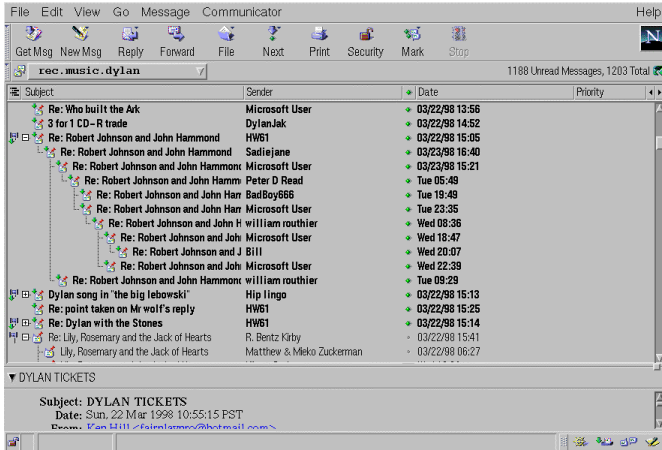 File Edit View Go Message Communicator Help
Get Msg New Msg Reply Forward File Next Print Security Mark Stop N
rec.music.dylan 1188 Unread Messages, 1203 Total
Subject Sender Date Priority
Re: Who built the Ark Microsoft User 03/22/98 13:56
3 for 1 CD-R trade DylanJak 03/22/98 14:52
Re: Robert Johnson and John Hammond HW61 03/22/98 15:05
Re: Robert Johnson and John Hammond Sadiejane 03/23/98 16:40
Re: Robert Johnson and John Hammond Microsoft User 03/23/98 15:21
Re: Robert Johnson and John Hamm Peter D Read Tue 05:49
Re: Robert Johnson and John Ham BadBoy666 Tue 19:49
Re: Robert Johnson and John Ham Microsoft User Tue 23:35
Re: Robert Johnson and John H william routhier Wed 08:36
Re: Robert Johnson and Joh Microsoft User Wed 18:47
Re: Robert Johnson and J Bill Wed 20:07
Re: Robert Johnson and Joh Microsoft User Wed 22:39
Re: Robert Johnson and John Hammond william routhier Tue 09:29
Dylan song in "the big lebowski" Hip lingo 03/22/98 15:13
Re: point taken on Mr wolf's reply HW61 03/22/98 15:25
Re: Dylan with the Stones HW61 03/22/98 15:14
Re: Lily, Rosemary and the Jack of Hearts R. Bentz Kirby 03/22/98 15:41
Lily, Rosemary and the Jack of Hearts Matthew & Mieko Zuckerman 03/22/98 06:27
DYLAN TICKETS
Subject: DYLAN TICKETS
Date: Sun, 22 Mar 1998 10:55:15 PST
From: Ken Hill